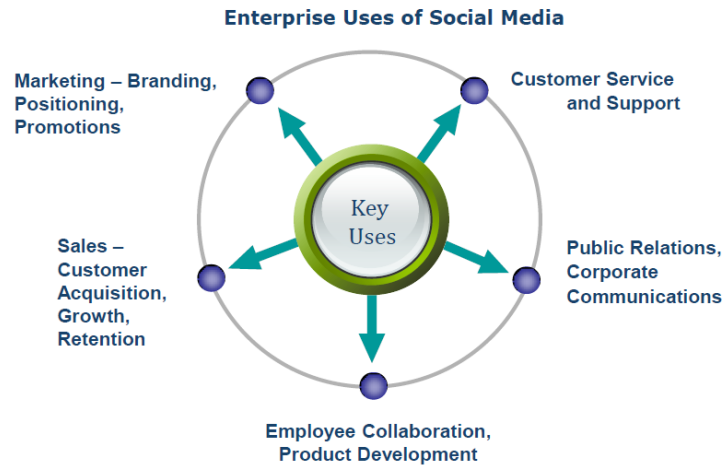 Enterprise Uses of Social Media
Marketing – Branding,
Positioning,
Promotions
Customer Service
and Support
Key
Uses
Sales –
Customer
Acquisition,
Growth,
Retention
Public Relations,
Corporate
Communications
Employee Collaboration,
Product Development